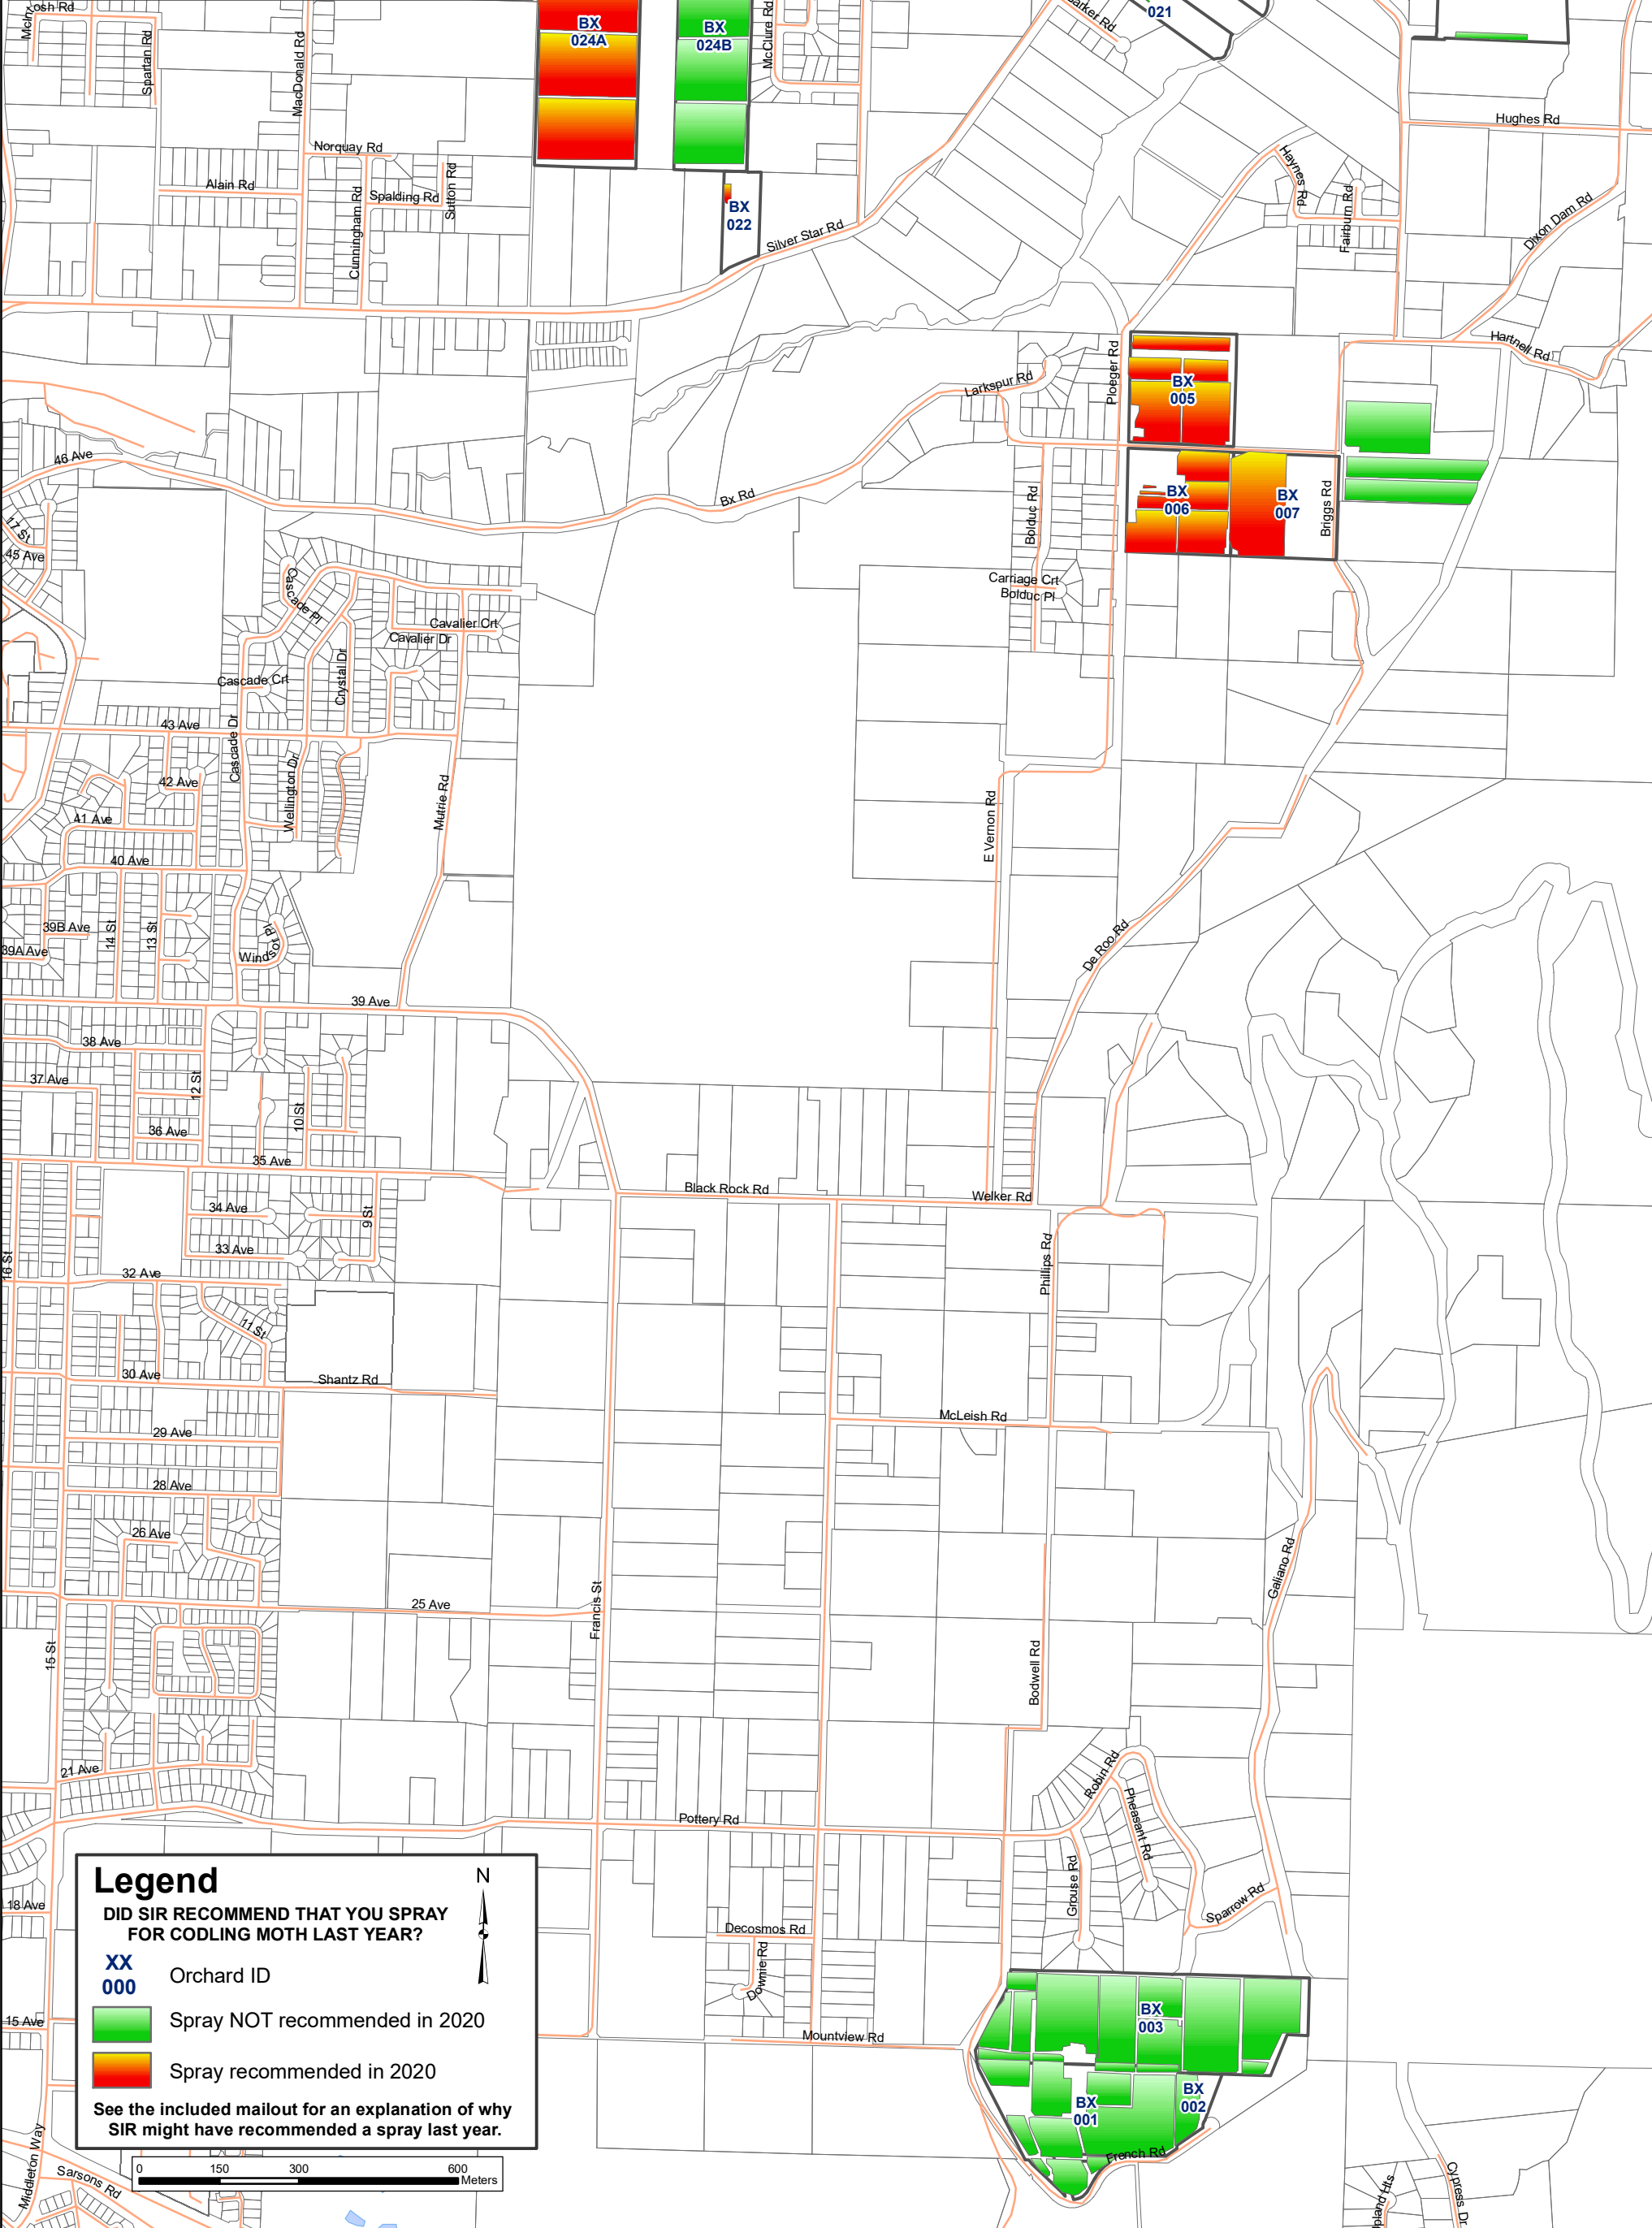 osh Rd
Spartan Rd
MacDonald Rd
BX
024A
BX
024B
McClure Rd
arker Rd
021
Hughes Rd
Norquay Rd
Alain Rd
Spalding Rd
Sutton Rd
Cunningham Rd
BX
022
Silver Star Rd
Haynes Rd
Fairburn Rd
Dixon Dam Rd
Hartnell Rd
Larkspur Rd
Ploeger Rd
BX
005
46 Ave
Bx Rd
Bolduc Rd
BX
006
BX
007
Briggs Rd
17 St
45 Ave
Cascade Pl
Carriage Crt
Bolduc Pl
Cavalier Crt
Cavalier Dr
Crystal Dr
Cascade Crt
43 Ave
Cascade Dr
42 Ave
Wellington Dr
Mutrie Rd
41 Ave
E Vernon Rd
40 Ave
39B Ave
14 St
13 St
39A Ave
Windsor Pl
De Roo Rd
39 Ave
38 Ave
37 Ave
12 St
10 St
36 Ave
35 Ave
Black Rock Rd
Welker Rd
34 Ave
9 St
33 Ave
16 St
32 Ave
Phillips Rd
11 St
30 Ave
Shantz Rd
McLeish Rd
29 Ave
28 Ave
26 Ave
Galiano Rd
25 Ave
Francis St
15 St
Bodwell Rd
21 Ave
Robin Rd
Pheasant Rd
Pottery Rd
Grouse Rd
Sparrow Rd
Legend
N
DID SIR RECOMMEND THAT YOU SPRAY
FOR CODLING MOTH LAST YEAR?
XX
000
Orchard ID
Spray NOT recommended in 2020
Spray recommended in 2020
See the included mailout for an explanation of why
SIR might have recommended a spray last year.
18 Ave
15 Ave
Decosmos Rd
Downie Rd
Mountview Rd
BX
003
BX
002
BX
001
French Rd
0 150 300 600
Meters
Middleton Way
Sarsons Rd
pland Hts
Cypress Dr